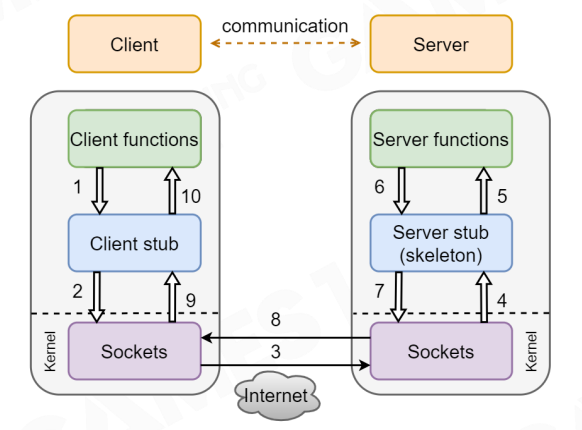 communication
Client
Server
Client functions
Server functions
1
10
6
5
Client stub
Server stub
(skeleton)
2
9
7
4
8
Kernel
Sockets
3
Sockets
Kernel
Internet